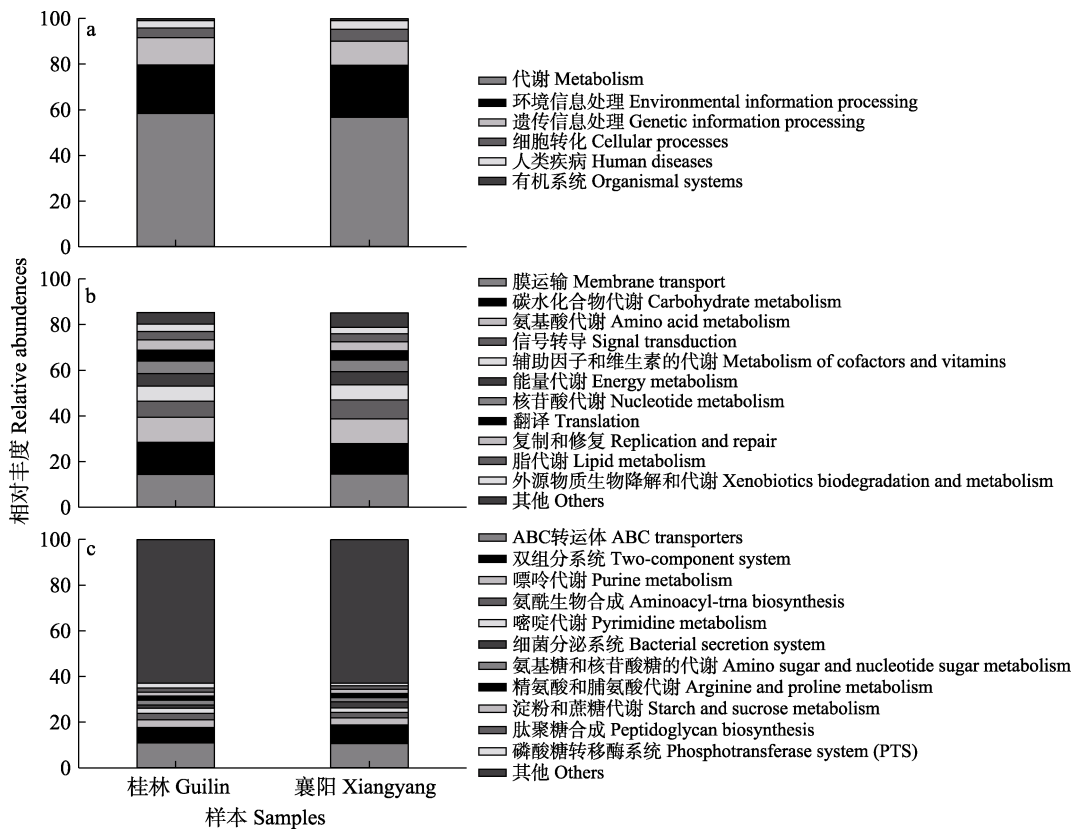 相对丰度 Relative abundences
a
100
80
60
40
20
0
代谢 Metabolism
环境信息处理 Environmental information processing
遗传信息处理 Genetic information processing
细胞转化 Cellular processes
人类疾病 Human diseases
有机系统 Organismal systems
b
100
80
60
40
20
0
膜运输 Membrane transport
碳水化合物代谢 Carbohydrate metabolism
氨基酸代谢 Amino acid metabolism
信号转导 Signal transduction
辅助因子和维生素的代谢 Metabolism of cofactors and vitamins
能量代谢 Energy metabolism
核苷酸代谢 Nucleotide metabolism
翻译 Translation
复制和修复 Replication and repair
脂代谢 Lipid metabolism
外源物质生物降解和代谢 Xenobiotics biodegradation and metabolism
其他 Others
c
100
80
60
40
20
0
ABC转运体 ABC transporters
双组分系统 Two-component system
嘌呤代谢 Purine metabolism
氨酰生物合成 Aminoacyl-trna biosynthesis
嘧啶代谢 Pyrimidine metabolism
细菌分泌系统 Bacterial secretion system
氨基糖和核苷酸糖的代谢 Amino sugar and nucleotide sugar metabolism
精氨酸和脯氨酸代谢 Arginine and proline metabolism
淀粉和蔗糖代谢 Starch and sucrose metabolism
肽聚糖合成 Peptidoglycan biosynthesis
磷酸糖转移酶系统 Phosphotransferase system (PTS)
其他 Others
桂林 Guilin
襄阳 Xiangyang
样本 Samples